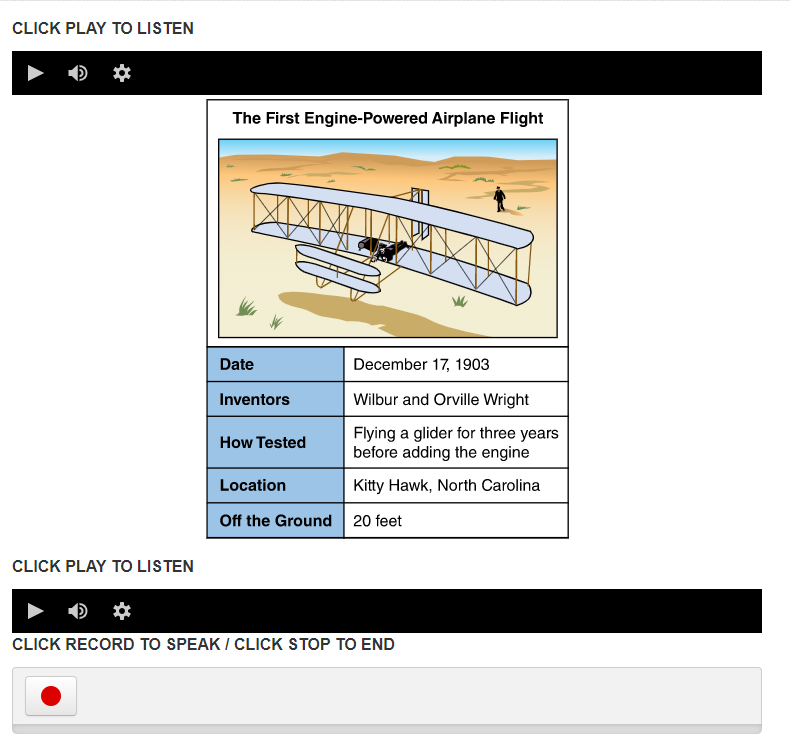 CLICK PLAY TO LISTEN
The First Engine-Powered Airplane Flight
Date December 17, 1903
Inventors Wilbur and Orville Wright
How Tested Flying a glider for three years
before adding the engine
Location Kitty Hawk, North Carolina
Off the Ground 20 feet
CLICK PLAY TO LISTEN
CLICK RECORD TO SPEAK / CLICK STOP TO END